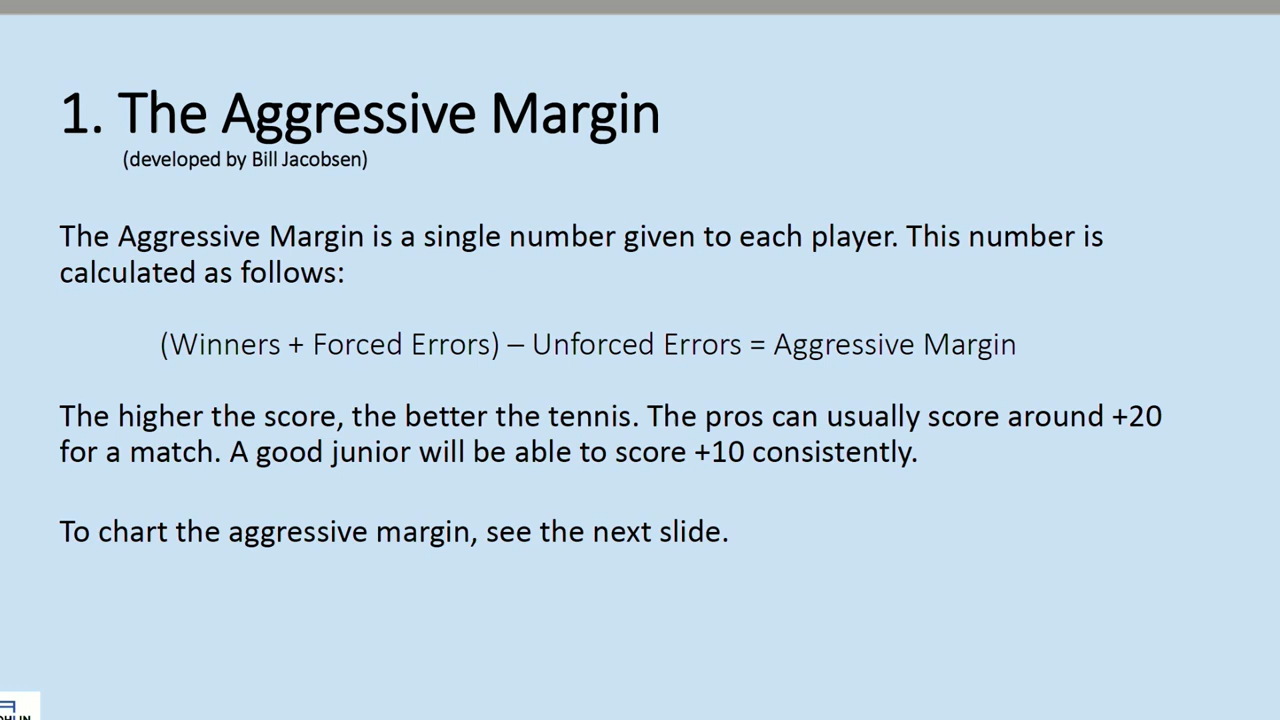 1. The Aggressive Margin
(developed by Bill Jacobsen)
The Aggressive Margin is a single number given to each player. This number is
calculated as follows:
(Winners + Forced Errors) – Unforced Errors = Aggressive Margin
The higher the score, the better the tennis. The pros can usually score around +20
for a match. A good junior will be able to score +10 consistently.
To chart the aggressive margin, see the next slide.